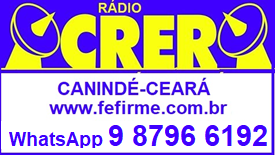 RÁDIO
CRER
CANINDÉ-CEARÁ
www.fefirme.com.br
WhatsApp 9 8796 6192